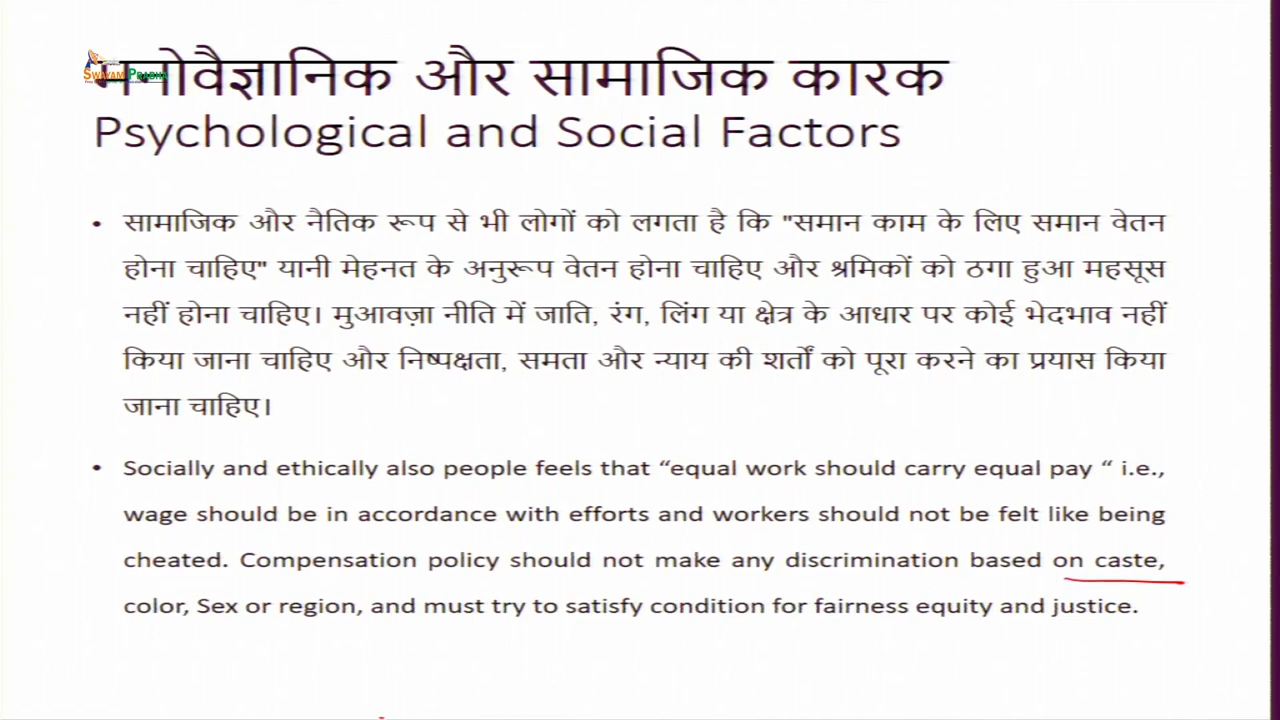 SWAYAM PRABHA
मनोवैज्ञानिक और सामाजिक कारक
Psychological and Social Factors
• सामाजिक और नैतिक रूप से भी लोगों को लगता है कि "समान काम के लिए समान वेतन
होना चाहिए" यानी मेहनत के अनुरूप वेतन होना चाहिए और श्रमिकों को ठगा हुआ महसूस
नहीं होना चाहिए। मुआवज़ा नीति में जाति, रंग, लिंग या क्षेत्र के आधार पर कोई भेदभाव नहीं
किया जाना चाहिए और निष्पक्षता, समता और न्याय की शर्तों को पूरा करने का प्रयास किया
जाना चाहिए।
• Socially and ethically also people feels that “equal work should carry equal pay “ i.e.,
wage should be in accordance with efforts and workers should not be felt like being
cheated. Compensation policy should not make any discrimination based on caste,
color, Sex or region, and must try to satisfy condition for fairness equity and justice.